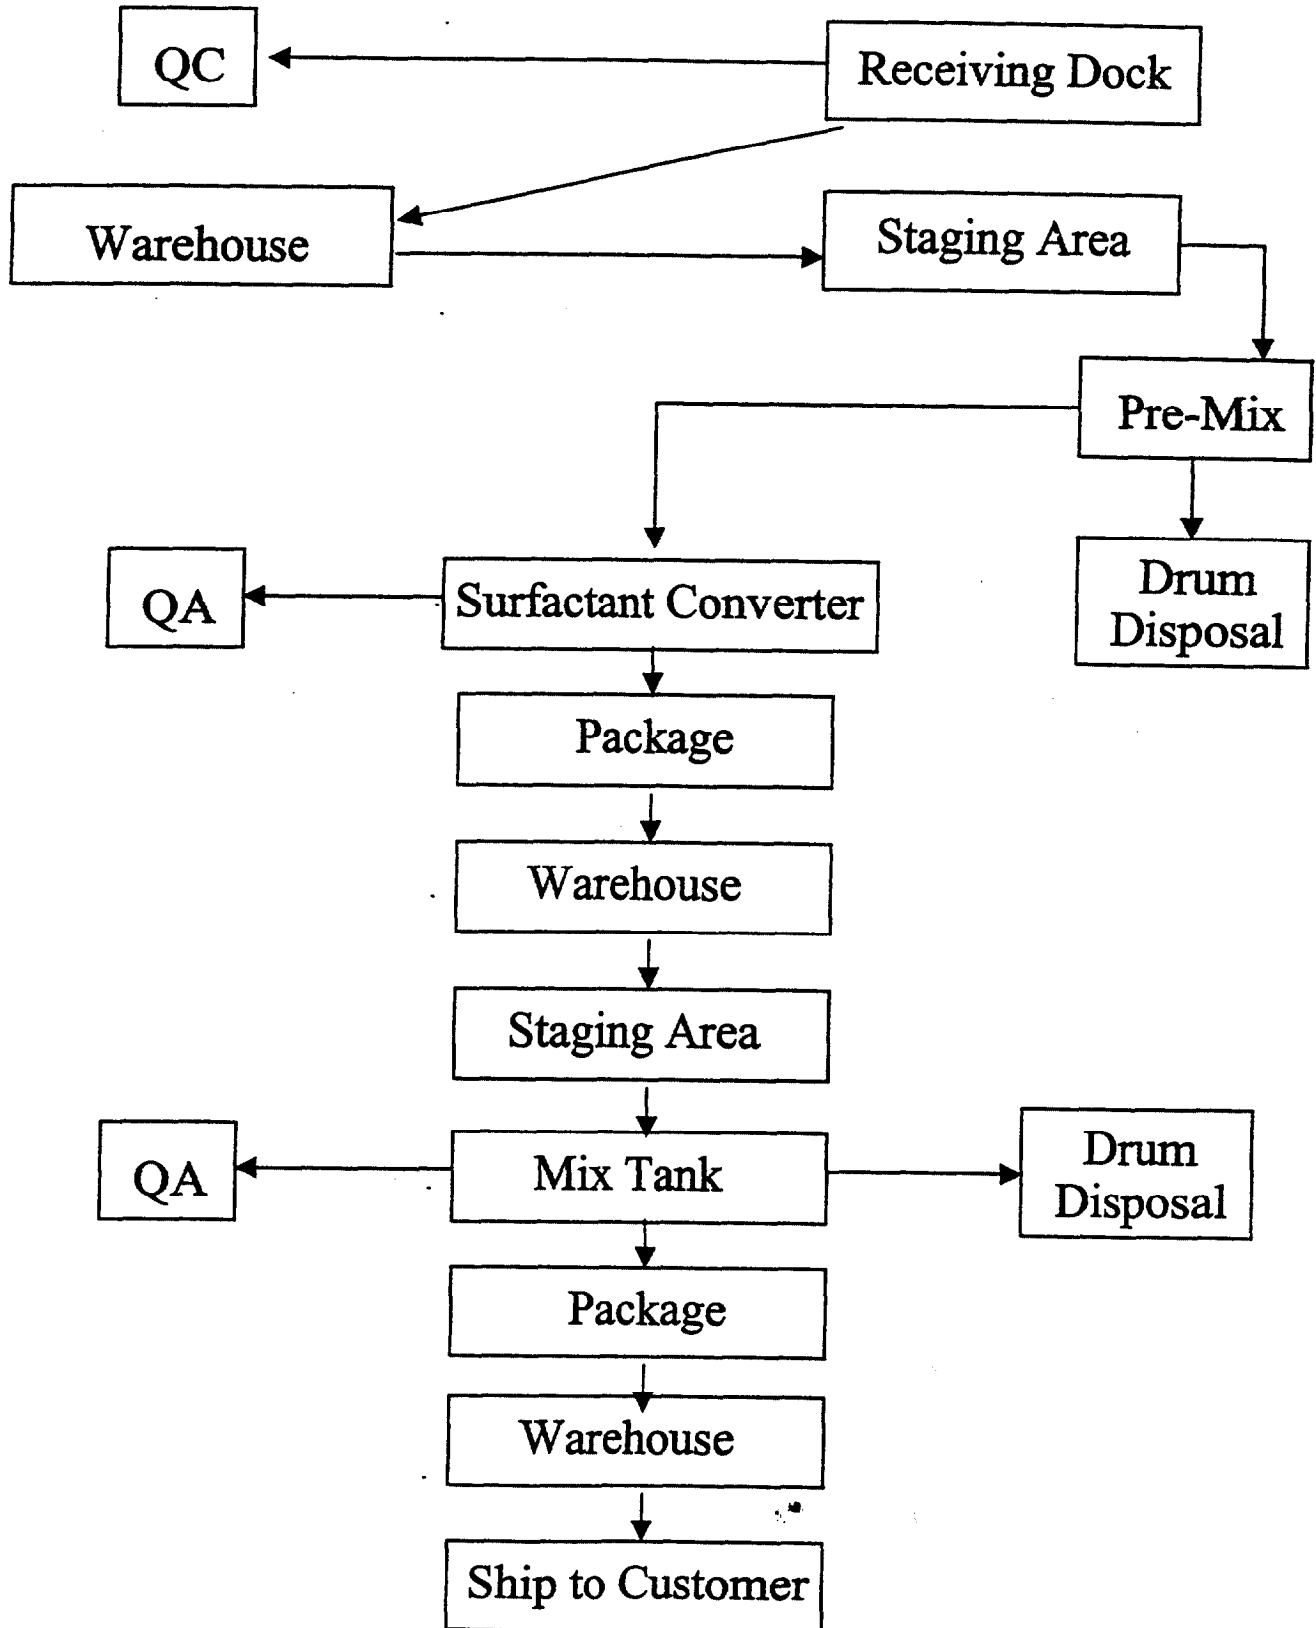 QC
Receiving Dock
Warehouse
Staging Area
Pre-Mix
Drum
Disposal
QA
Surfactant Converter
Package
Warehouse
Staging Area
QA
Mix Tank
Drum
Disposal
Package
Warehouse
Ship to Customer